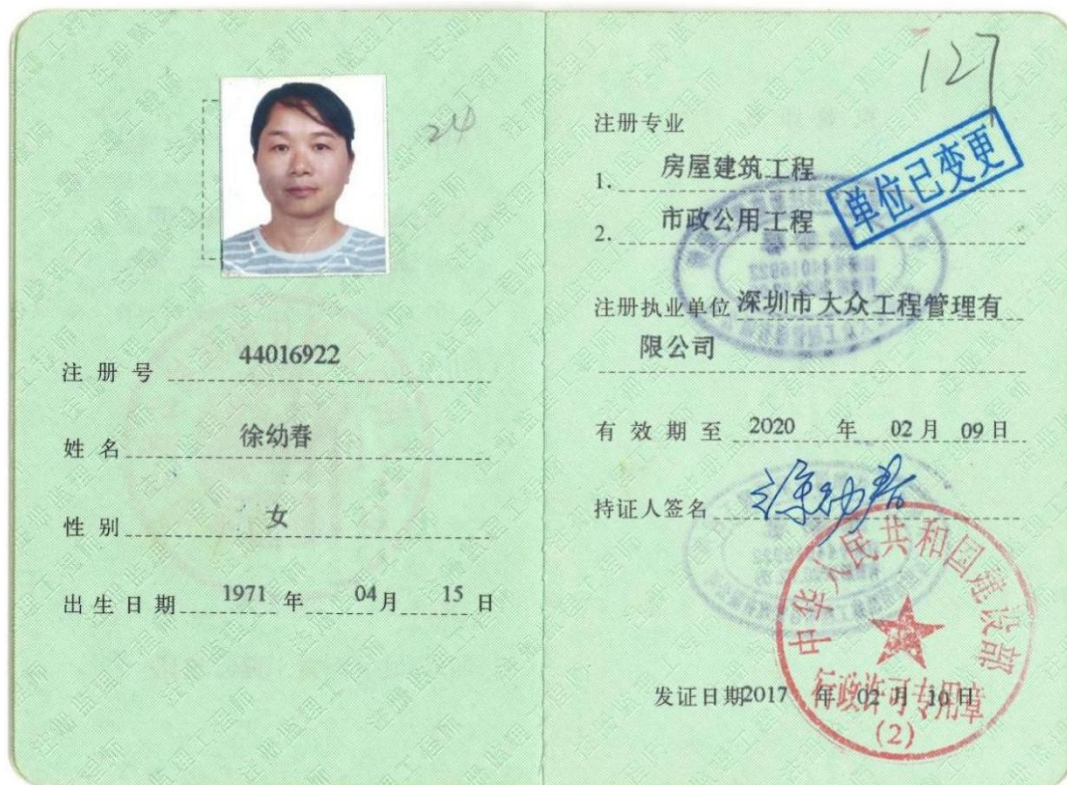 24
注册号 44016922
姓名 徐幼春
性别 女
出生日期 1971 年 04 月 15 日
127
注册专业
1. 房屋建筑工程
2. 市政公用工程
单位已变更
注册执业单位 深圳市大众工程管理有
限公司
有效期至 2020 年 02 月 09 日
持证人签名 徐幼春
中华人民共和国建设部
发证日期 2017 年 02 月 10 日
行政许可专用章
(2)